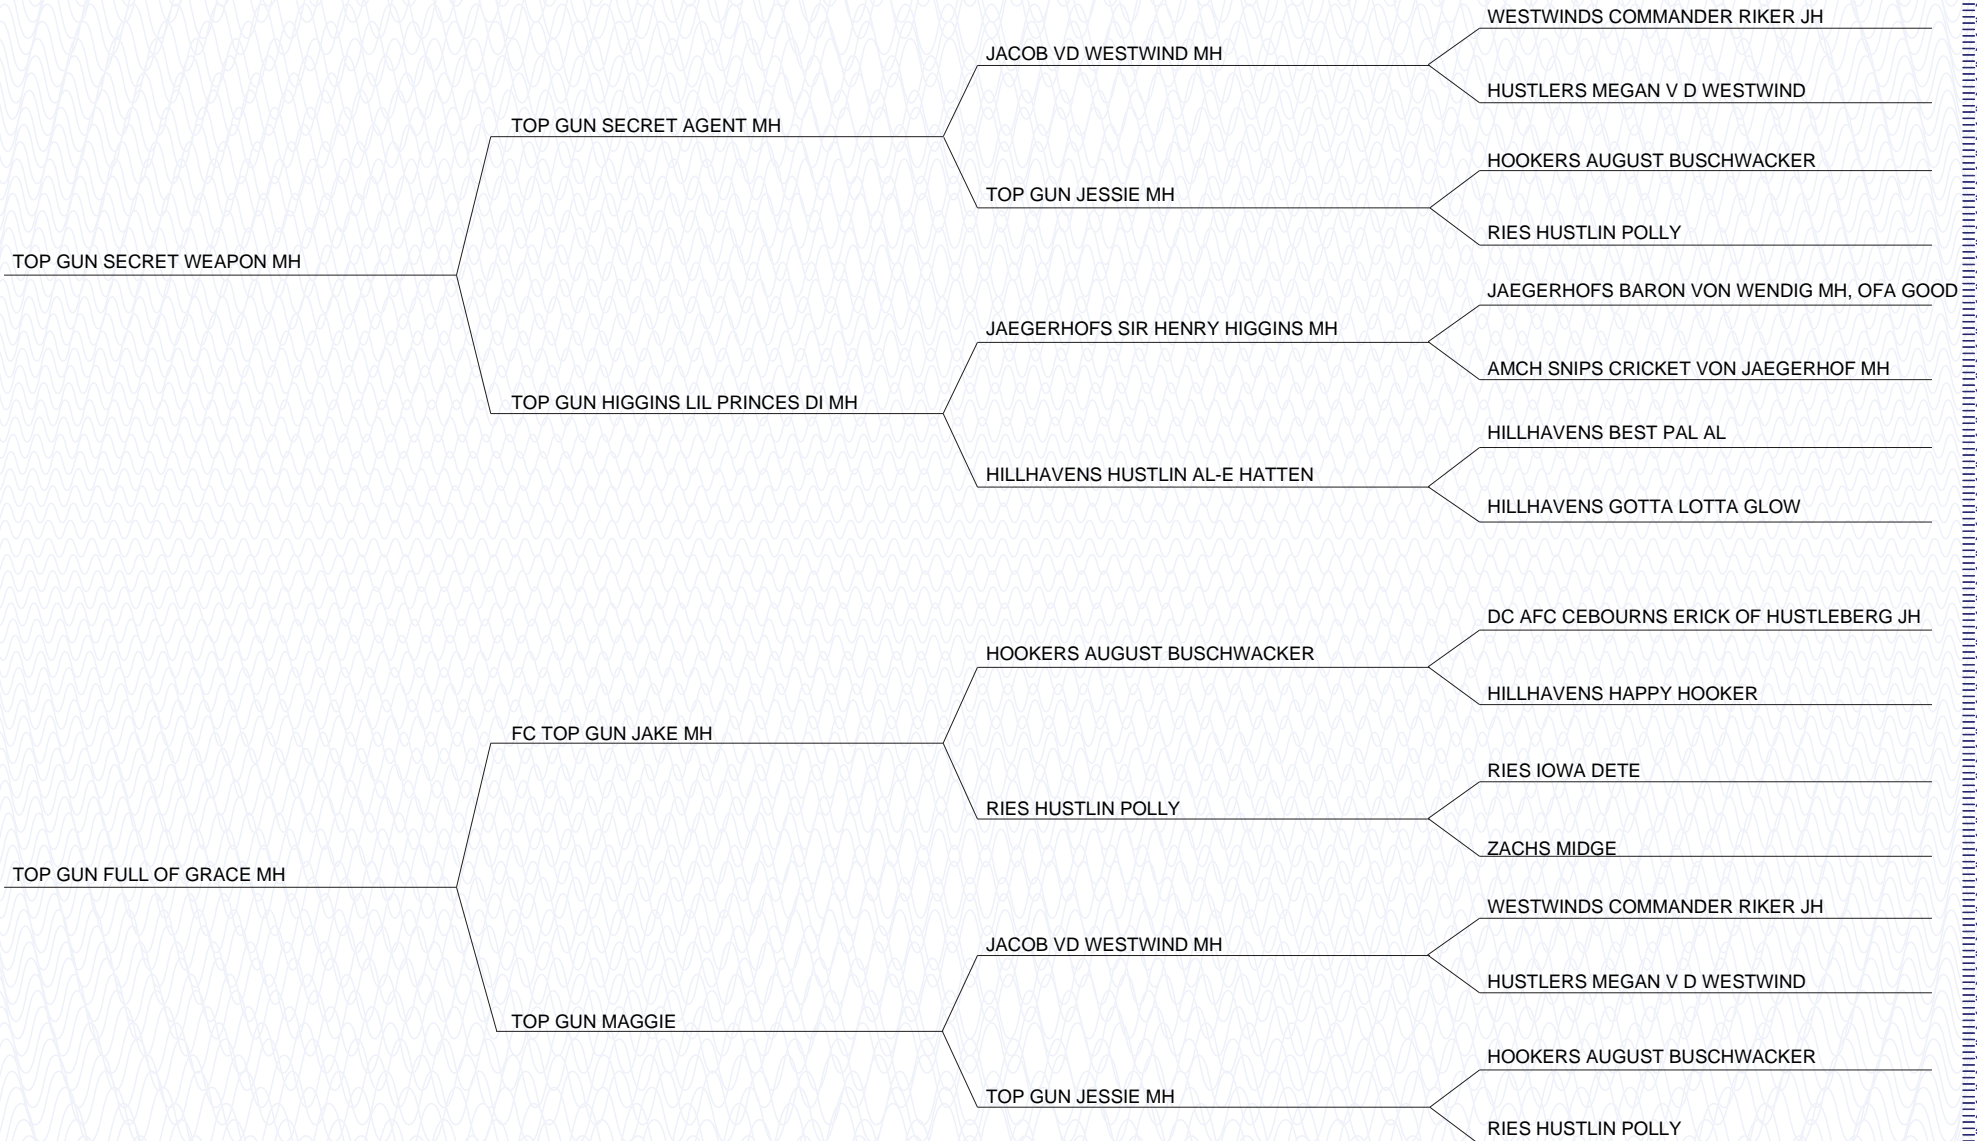 WESTWINDS COMMANDER RIKER JH
JACOB VD WESTWIND MH
HUSTLERS MEGAN V D WESTWIND
TOP GUN SECRET AGENT MH
HOOKERS AUGUST BUSCHWACKER
TOP GUN JESSIE MH
RIES HUSTLIN POLLY
TOP GUN SECRET WEAPON MH
JAEGERHOFS BARON VON WENDIG MH, OFA GOOD
JAEGERHOFS SIR HENRY HIGGINS MH
AMCH SNIPS CRICKET VON JAEGERHOF MH
TOP GUN HIGGINS LIL PRINCES DI MH
HILLHAVENS BEST PAL AL
HILLHAVENS HUSTLIN AL-E HATTEN
HILLHAVENS GOTTA LOTTA GLOW
DC AFC CEBOURNS ERICK OF HUSTLEBERG JH
HOOKERS AUGUST BUSCHWACKER
HILLHAVENS HAPPY HOOKER
FC TOP GUN JAKE MH
RIES IOWA DETE
RIES HUSTLIN POLLY
ZACHS MIDGE
TOP GUN FULL OF GRACE MH
WESTWINDS COMMANDER RIKER JH
JACOB VD WESTWIND MH
HUSTLERS MEGAN V D WESTWIND
TOP GUN MAGGIE
HOOKERS AUGUST BUSCHWACKER
TOP GUN JESSIE MH
RIES HUSTLIN POLLY